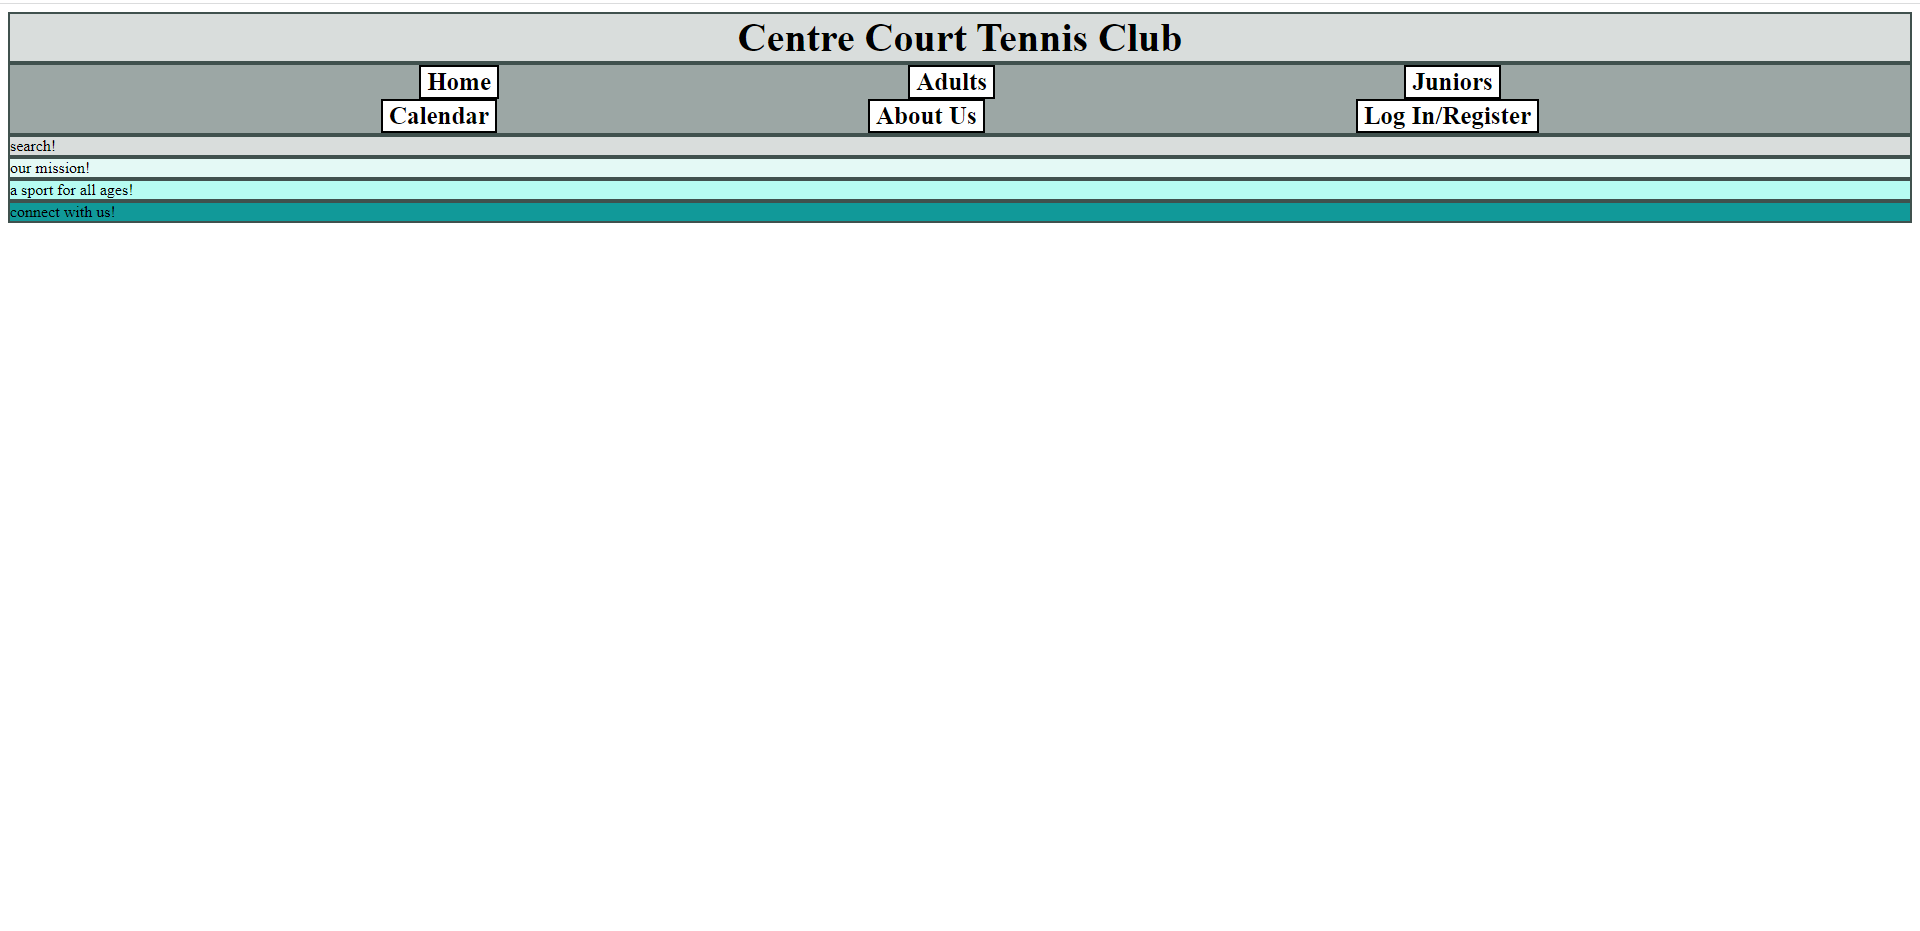 Centre Court Tennis Club
Home Adults Juniors
Calendar About Us Log In/Register
search!
our mission!
a sport for all ages!
connect with us!